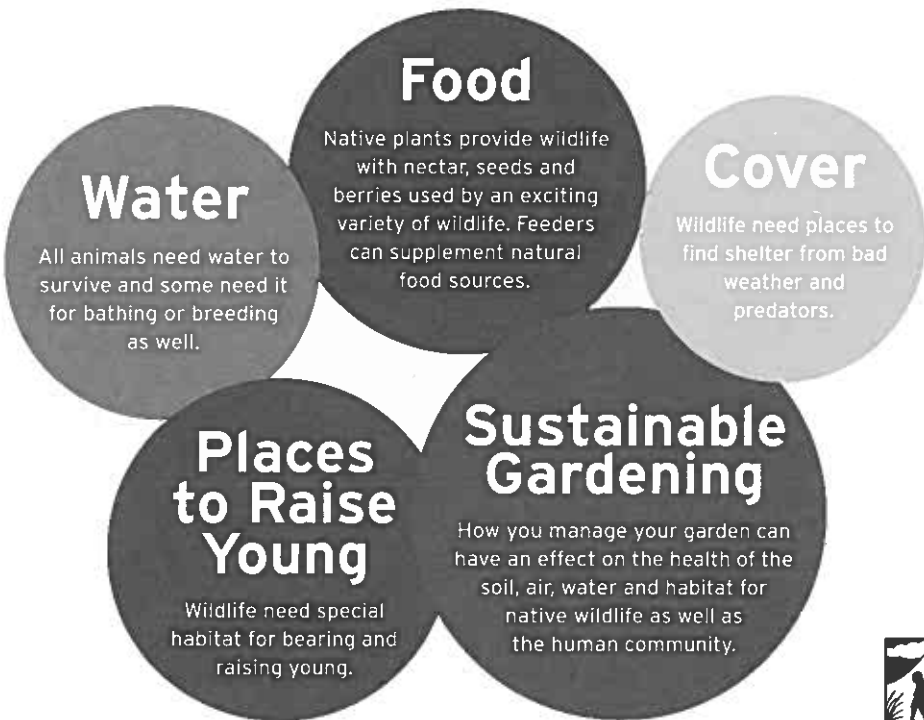 Food
Native plants provide wildlife
with nectar, seeds and
berries used by an exciting
variety of wildlife. Feeders
can supplement natural
food sources.
Water
All animals need water to
survive and some need it
for bathing or breeding
as well.
Cover
Wildlife need places to
find shelter from bad
weather and
predators.
Places
to Raise
Young
Wildlife need special
habitat for bearing and
raising young.
Sustainable
Gardening
How you manage your garden can
have an effect on the health of the
soil, air, water and habitat for
native wildlife as well as
the human community.